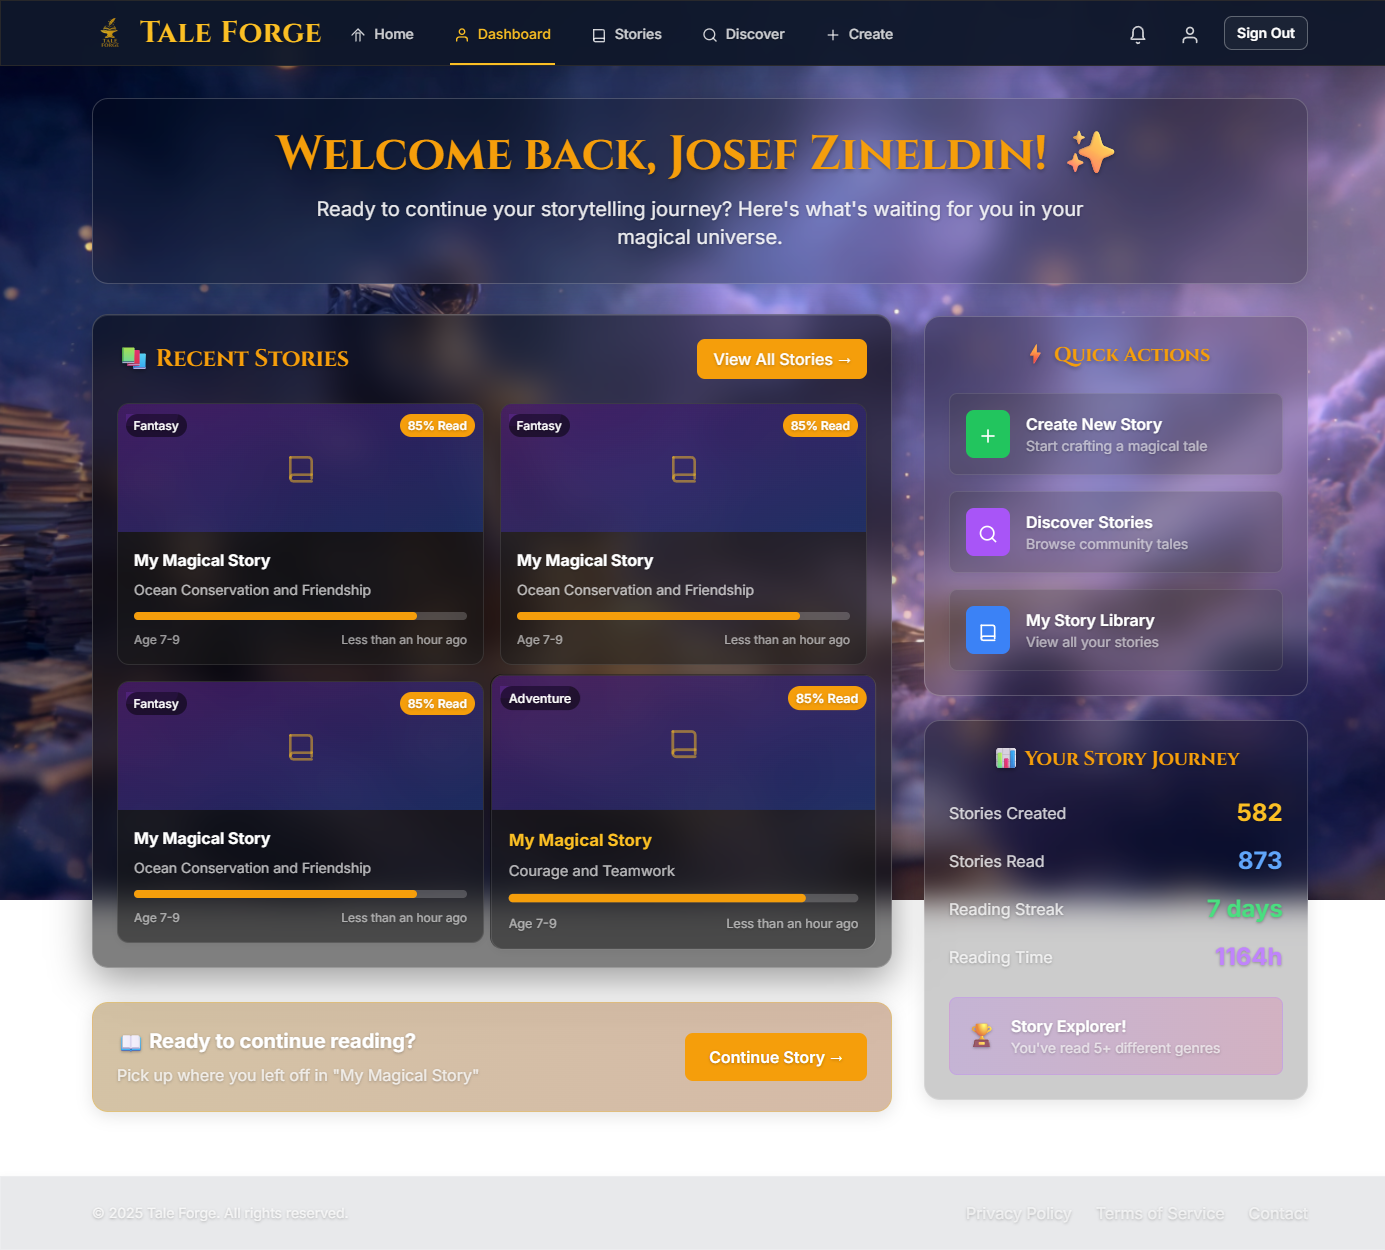 TALE FORGE
Tale Forge
Home
Dashboard
Stories
Discover
Create
Sign Out
Welcome back, Josef Zineldin! ✨
Ready to continue your storytelling journey? Here's what's waiting for you in your
magical universe.
📚 Recent Stories
View All Stories →
Fantasy
85% Read
My Magical Story
Ocean Conservation and Friendship
Age 7-9
Less than an hour ago
Fantasy
85% Read
My Magical Story
Ocean Conservation and Friendship
Age 7-9
Less than an hour ago
Fantasy
85% Read
My Magical Story
Ocean Conservation and Friendship
Age 7-9
Less than an hour ago
Adventure
85% Read
My Magical Story
Courage and Teamwork
Age 7-9
Less than an hour ago
📖 Ready to continue reading?
Pick up where you left off in "My Magical Story"
Continue Story →
⚡ Quick Actions
Create New Story
Start crafting a magical tale
Discover Stories
Browse community tales
My Story Library
View all your stories
📊 Your Story Journey
Stories Created 582
Stories Read 873
Reading Streak 7 days
Reading Time 1164h
🏆 Story Explorer!
You've read 5+ different genres
© 2025 Tale Forge. All rights reserved.
Privacy Policy
Terms of Service
Contact